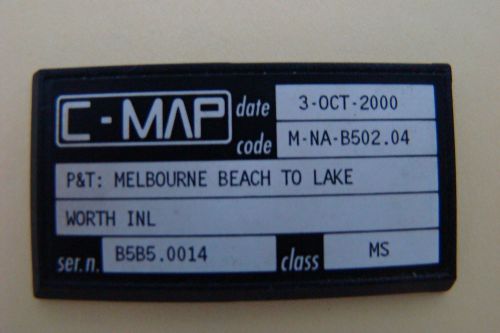 C-MAP date 3-OCT-2000
code M-NA-B502.04
P&T: MELBOURNE BEACH TO LAKE
WORTH INL
ser.n. B5B5.0014 class MS